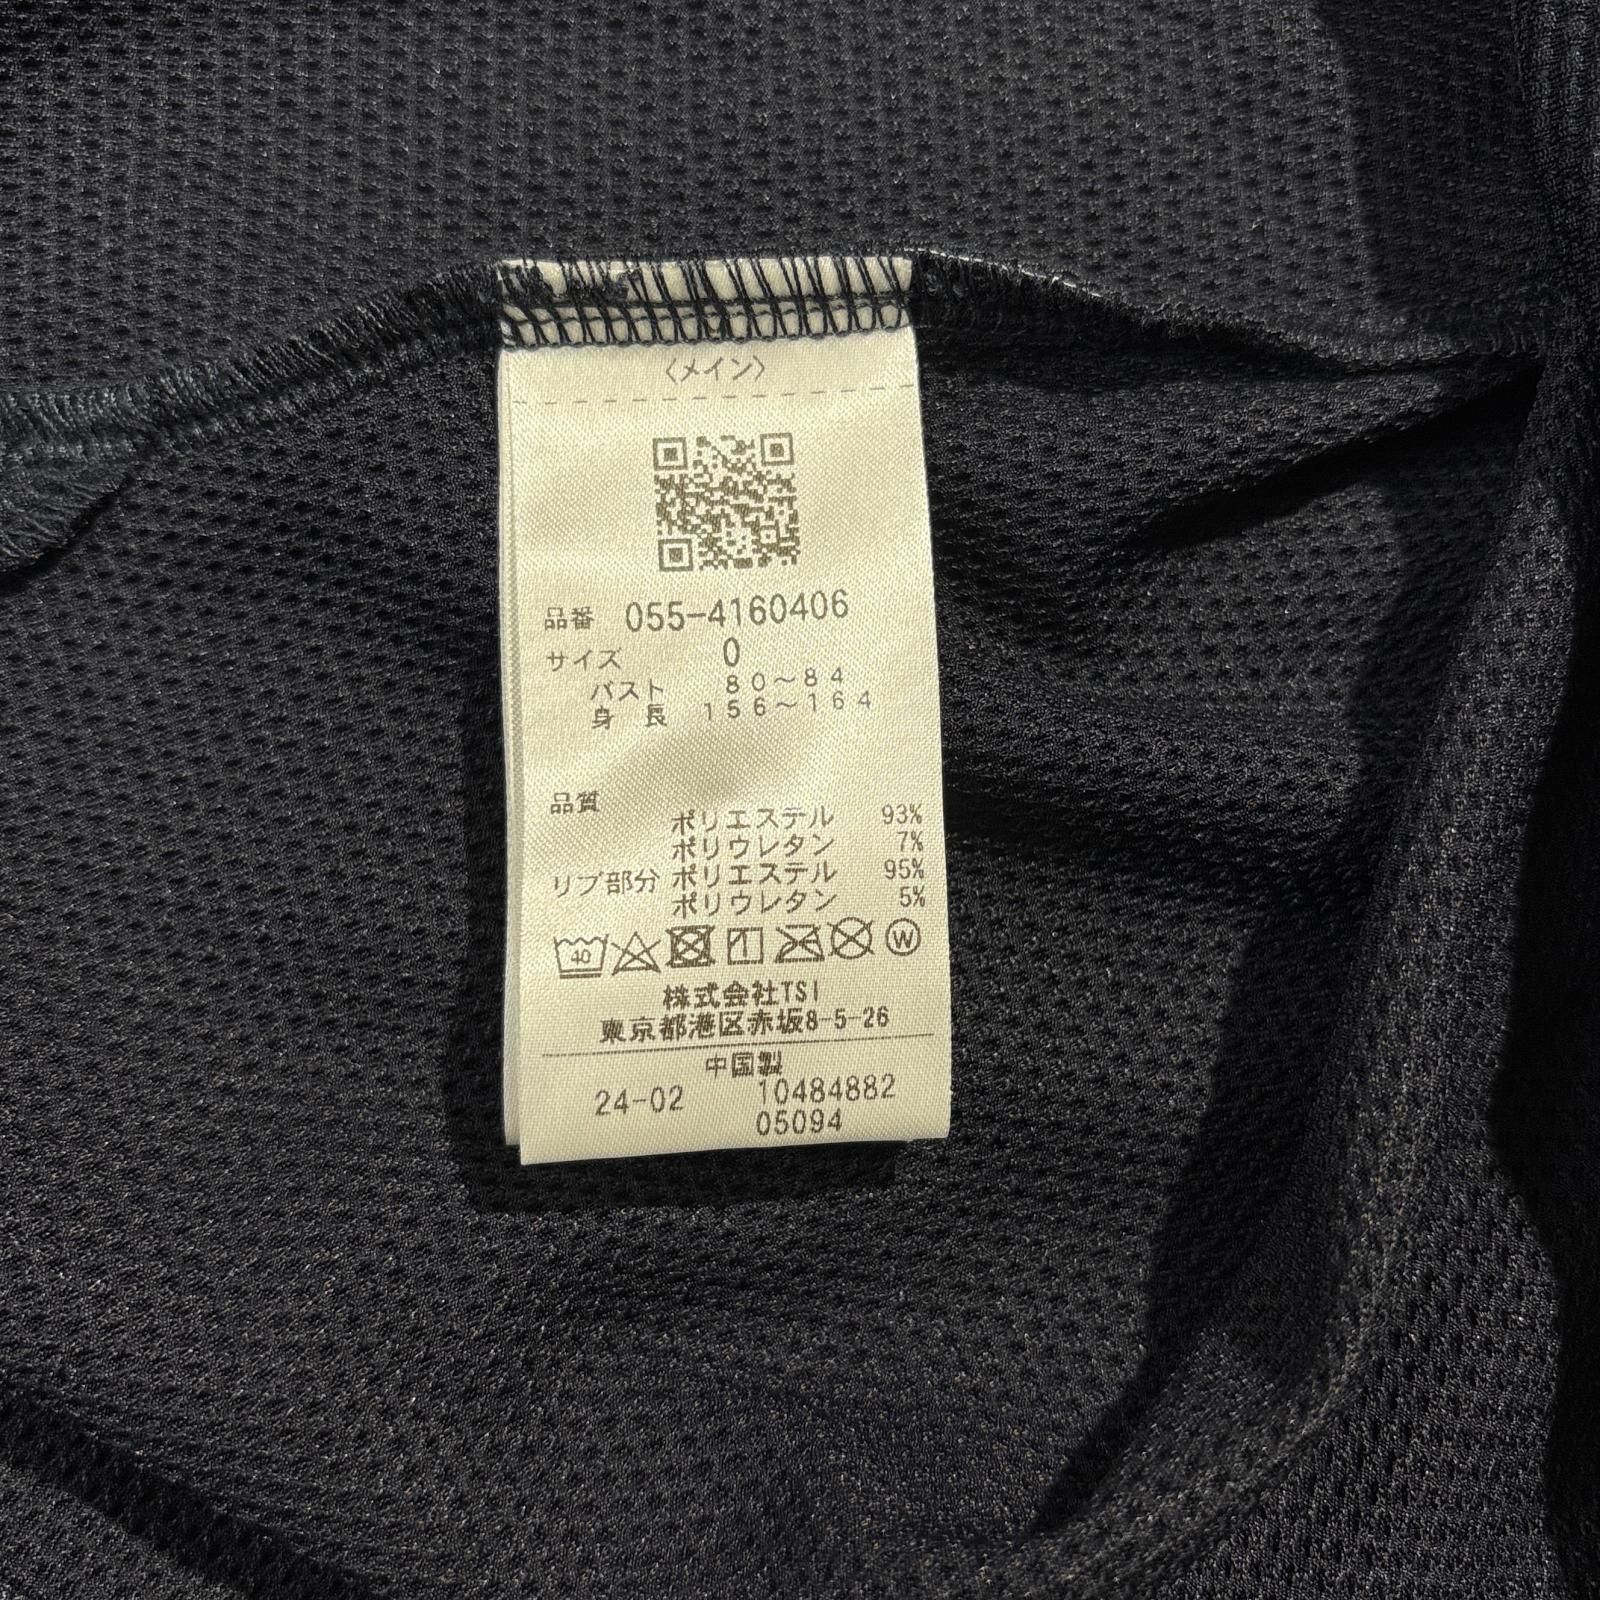 〈メイン〉
品番 055-4160406
サイズ 0
バスト 80～84
身長 156～164
品質
ポリエステル 93%
ポリウレタン 7%
リブ部分 ポリエステル 95%
ポリウレタン 5%
40 W
株式会社TSI
東京都港区赤坂8-5-26
中国製
24-02 10484882
05094